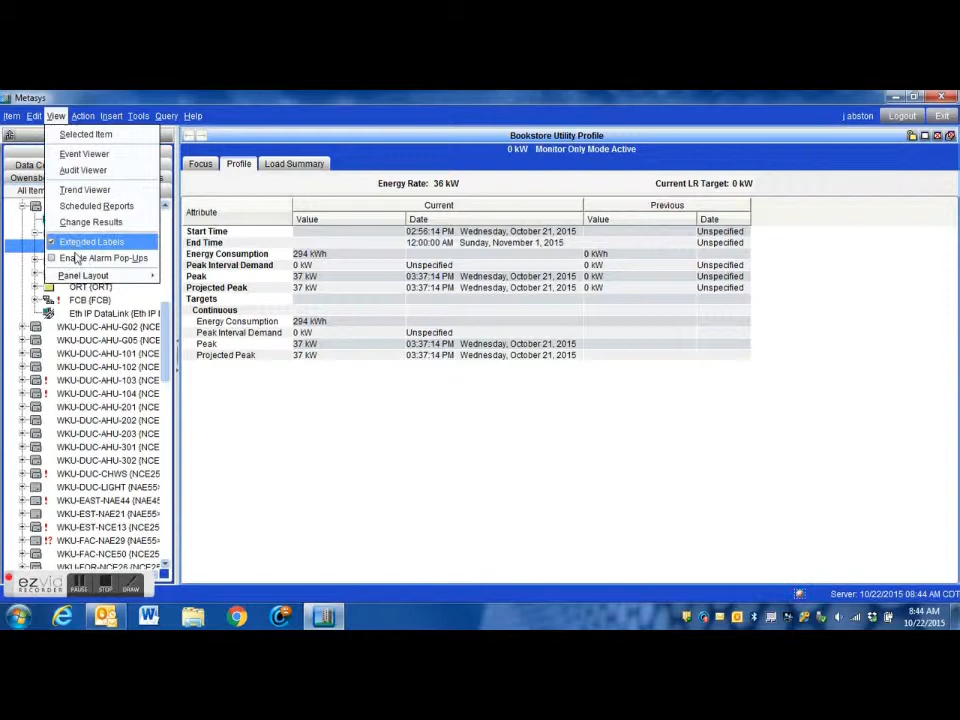 Metasys
Item Edit View Action Insert Tools Query Help
jabston Logout Exit
Selected Item
Event Viewer
Audit Viewer
Trend Viewer
Scheduled Reports
Change Results
Extended Labels
Enable Alarm Pop-Ups
Panel Layout
Data Co
Owensb
All Item
ORT (ORT)
! FCB (FCB)
Eth IP DataLink (Eth IP
WKU-DUC-AHU-G02 {NCE
WKU-DUC-AHU-G05 {NCE
WKU-DUC-AHU-101 {NCE
WKU-DUC-AHU-102 {NCE
! WKU-DUC-AHU-103 {NCE
! WKU-DUC-AHU-104 {NCE
WKU-DUC-AHU-201 {NCE
WKU-DUC-AHU-202 {NCE
WKU-DUC-AHU-203 {NCE
WKU-DUC-AHU-301 {NCE
WKU-DUC-AHU-302 {NCE
! WKU-DUC-CHWS {NCE25
WKU-DUC-LIGHT {NAE55
! WKU-EAST-NAE44 {NAE45
WKU-EST-NAE21 {NAE55
! WKU-EST-NCE13 {NCE25
!? WKU-FAC-NAE29 {NAE55
WKU-FAC-NCE50 {NCE25
WKU-FOR-NCE26 {NCE25
Bookstore Utility Profile
0 kW Monitor Only Mode Active
Focus Profile Load Summary
Energy Rate: 36 kW Current LR Target: 0 kW
Attribute Current Previous
Value Date Value Date
Start Time 02:56:14 PM Wednesday, October 21, 2015 Unspecified
End Time 12:00:00 AM Sunday, November 1, 2015 Unspecified
Energy Consumption 294 kWh 0 kWh
Peak Interval Demand 0 kW Unspecified 0 kW Unspecified
Peak 37 kW 03:37:14 PM Wednesday, October 21, 2015 0 kW Unspecified
Projected Peak 37 kW 03:37:14 PM Wednesday, October 21, 2015 0 kW Unspecified
Targets
Continuous
Energy Consumption 294 kWh
Peak Interval Demand 0 kW Unspecified
Peak 37 kW 03:37:14 PM Wednesday, October 21, 2015
Projected Peak 37 kW 03:37:14 PM Wednesday, October 21, 2015
ezvid
RECORDER
PAUSE STOP DRAW
Server: 10/22/2015 08:44 AM CDT
8:44 AM
10/22/2015